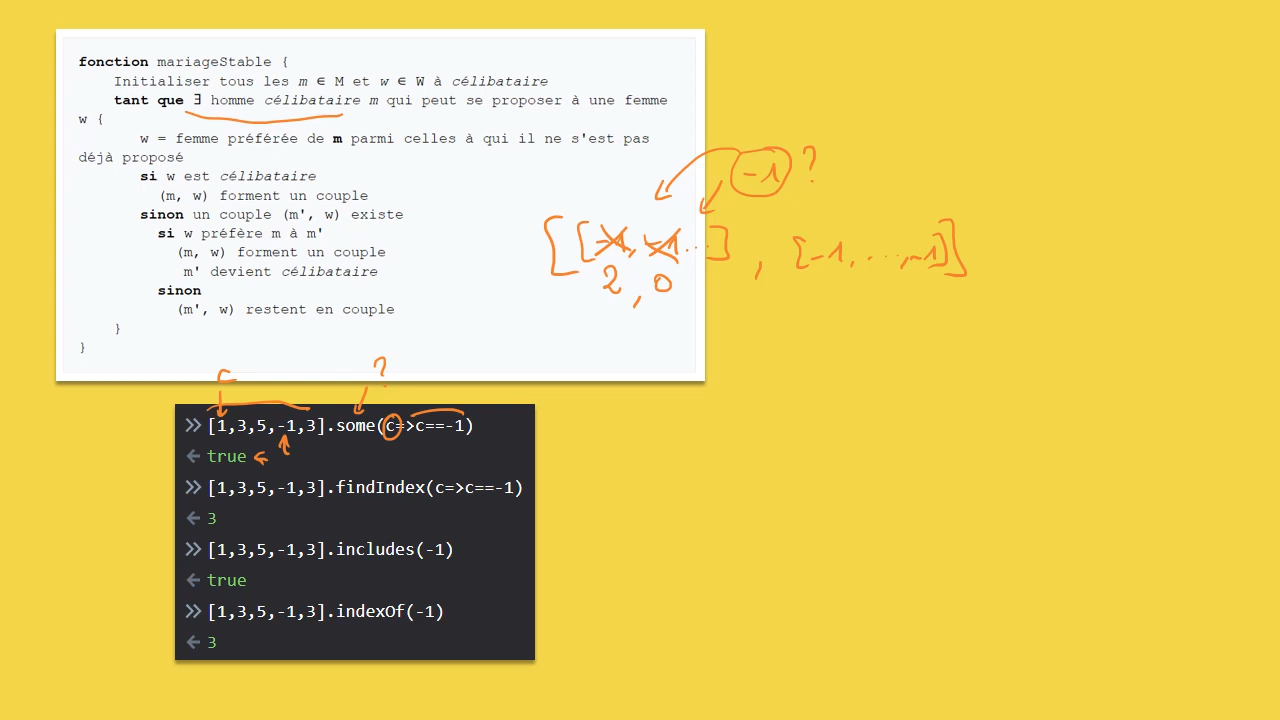 fonction mariageStable {
Initialiser tous les m ∈ M et w ∈ W à célibataire
tant que ∃ homme célibataire m qui peut se proposer à une femme
w {
w = femme préférée de m parmi celles à qui il ne s'est pas
déjà proposé
si w est célibataire
(m, w) forment un couple
sinon un couple (m', w) existe
si w préfère m à m'
(m, w) forment un couple
m' devient célibataire
sinon
(m', w) restent en couple
}
}
-1 ?
[[-1, -1...], [-1, ...,-1]]
2, 0
c
?
>> [1,3,5,-1,3].some(c=>c==-1)
← true
>> [1,3,5,-1,3].findIndex(c=>c==-1)
← 3
>> [1,3,5,-1,3].includes(-1)
← true
>> [1,3,5,-1,3].indexOf(-1)
← 3